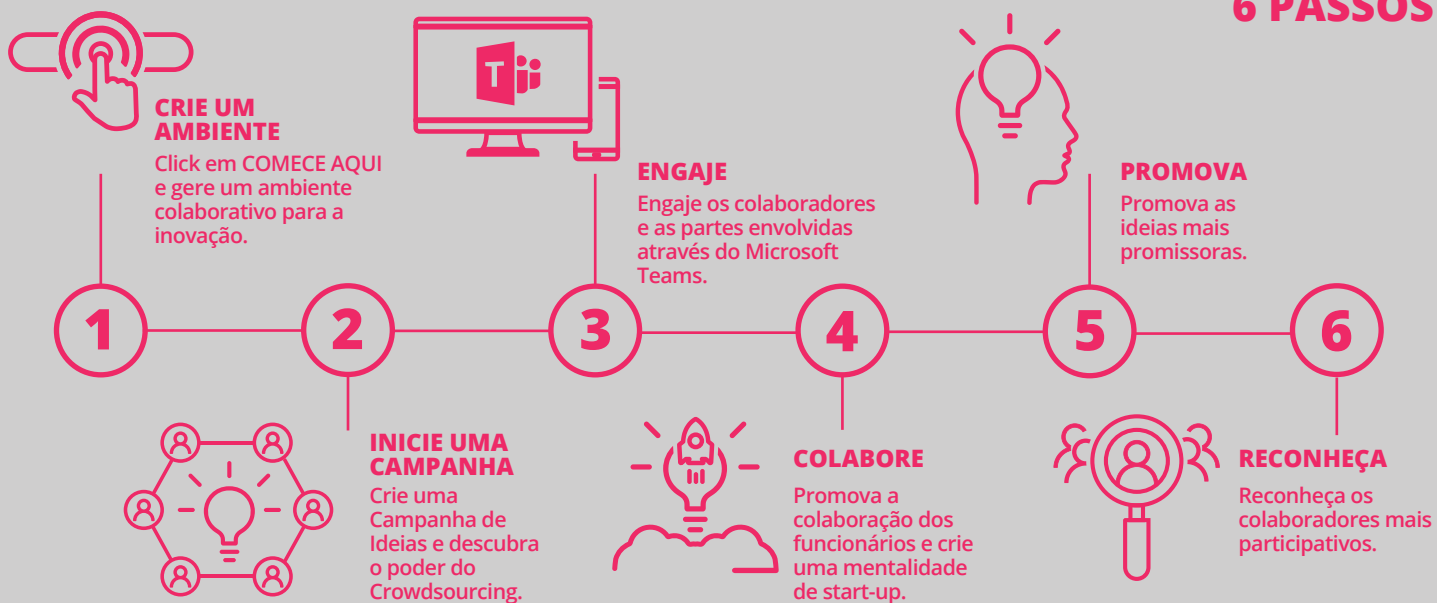 6 PASSOS
CRIE UM
AMBIENTE
Click em COMECE AQUI
e gere um ambiente
colaborativo para a
inovação.
1
INICIE UMA
CAMPANHA
Crie uma
Campanha de
Ideias e descubra
o poder do
Crowdsourcing.
2
T
ENGAJE
Engaje os colaboradores
e as partes envolvidas
através do Microsoft
Teams.
3
COLABORE
Promova a
colaboração dos
funcionários e crie
uma mentalidade
de start-up.
4
PROMOVA
Promova as
ideias mais
promissoras.
5
RECONHEÇA
Reconheça os
colaboradores mais
participativos.
6